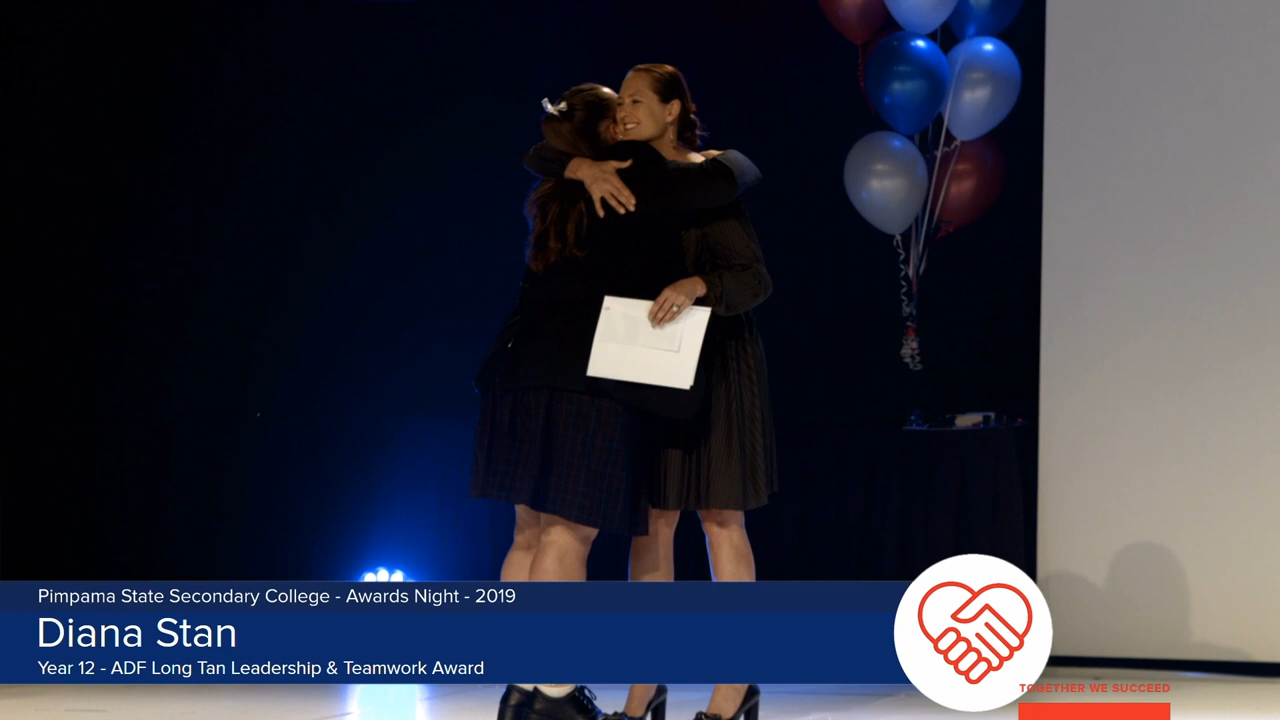 Pimpama State Secondary College - Awards Night - 2019
Diana Stan
Year 12 - ADF Long Tan Leadership & Teamwork Award
TOGETHER WE SUCCEED